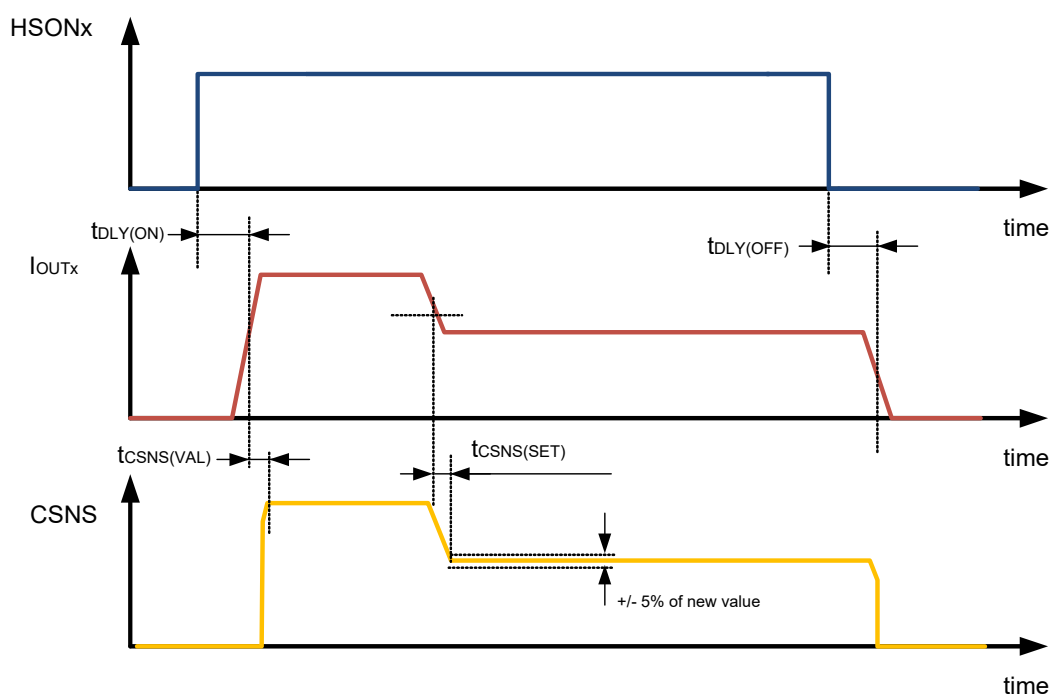 HSONx
time
tDLY(ON)
tDLY(OFF)
IOUTx
time
tCSNS(VAL)
tCSNS(SET)
CSNS
+/- 5% of new value
time